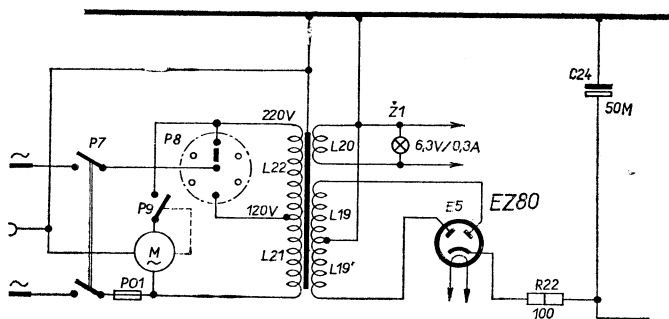 C24
50M
220V
Ž1
P8
P7
L20
6,3V/0,3A
L22
P9
120V
L19
E5
EZ80
M
~
L21
L19'
P01
R22
100